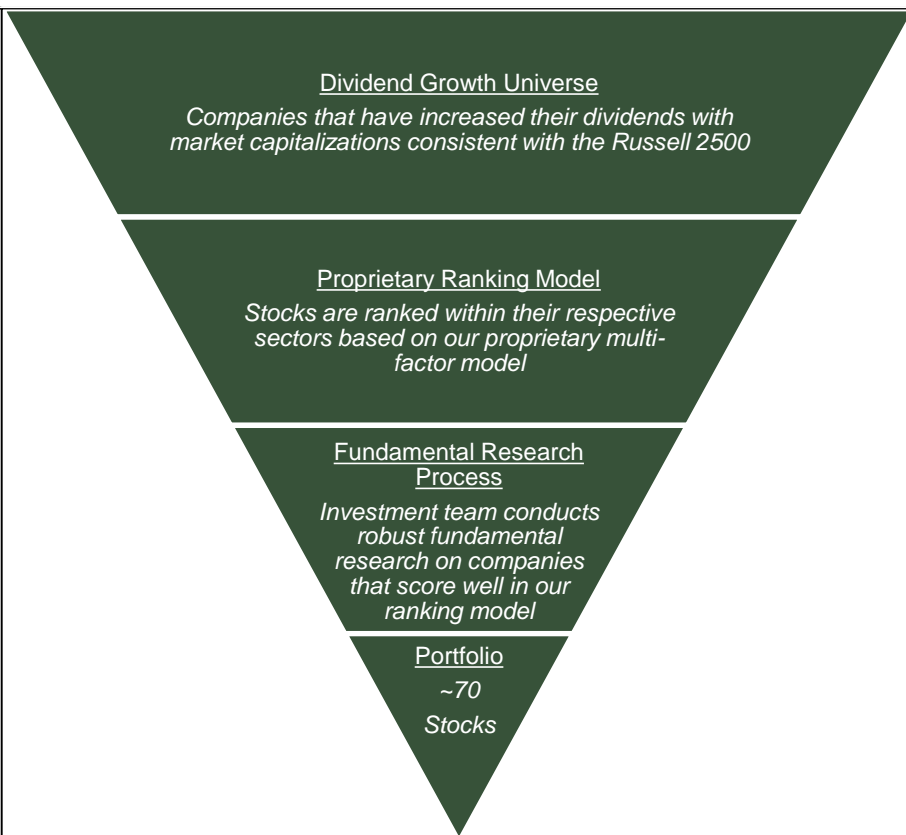 Dividend Growth Universe
Companies that have increased their dividends with
market capitalizations consistent with the Russell 2500
Proprietary Ranking Model
Stocks are ranked within their respective
sectors based on our proprietary multi-
factor model
Fundamental Research
Process
Investment team conducts
robust fundamental
research on companies
that score well in our
ranking model
Portfolio
~70
Stocks